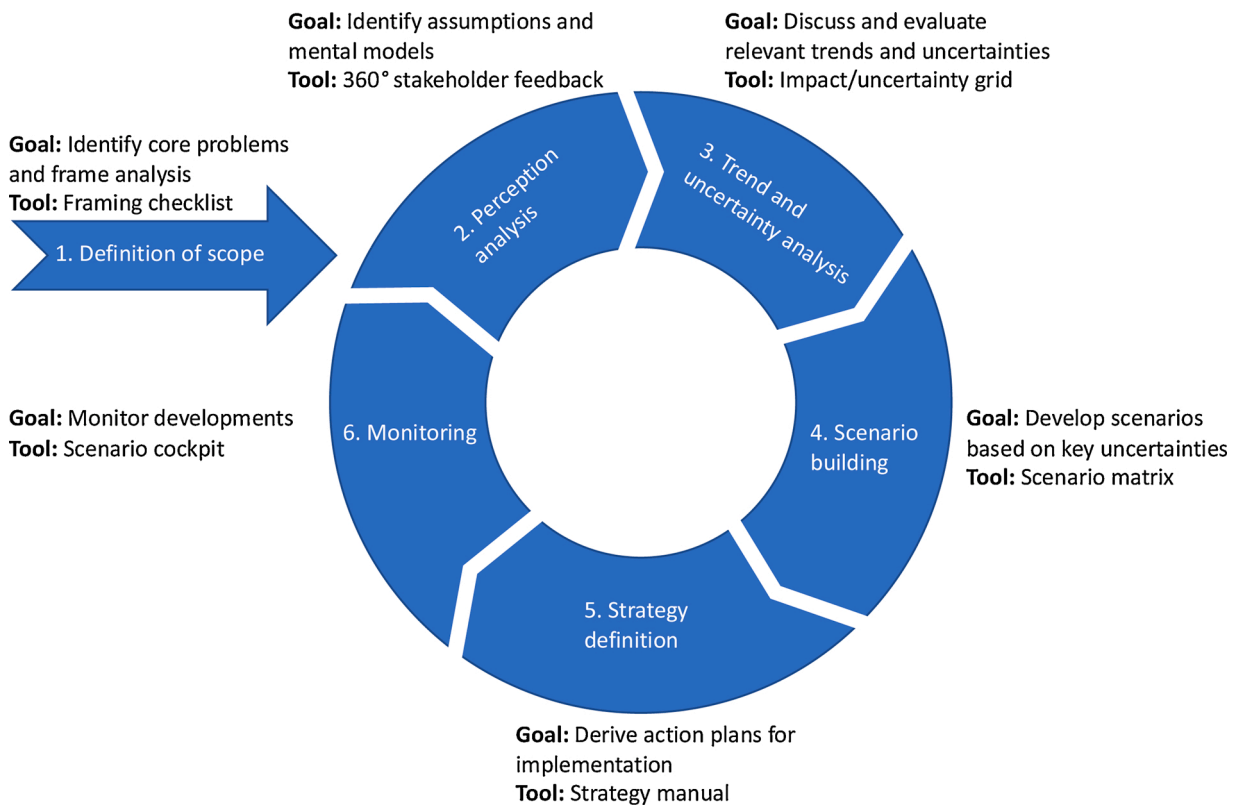 Goal: Identify assumptions and
mental models
Tool: 360° stakeholder feedback
Goal: Discuss and evaluate
relevant trends and uncertainties
Tool: Impact/uncertainty grid
Goal: Identify core problems
and frame analysis
Tool: Framing checklist
1. Definition of scope
2. Perception
analysis
3. Trend and
uncertainty analysis
Goal: Monitor developments
Tool: Scenario cockpit
6. Monitoring
4. Scenario
building
Goal: Develop scenarios
based on key uncertainties
Tool: Scenario matrix
5. Strategy
definition
Goal: Derive action plans for
implementation
Tool: Strategy manual